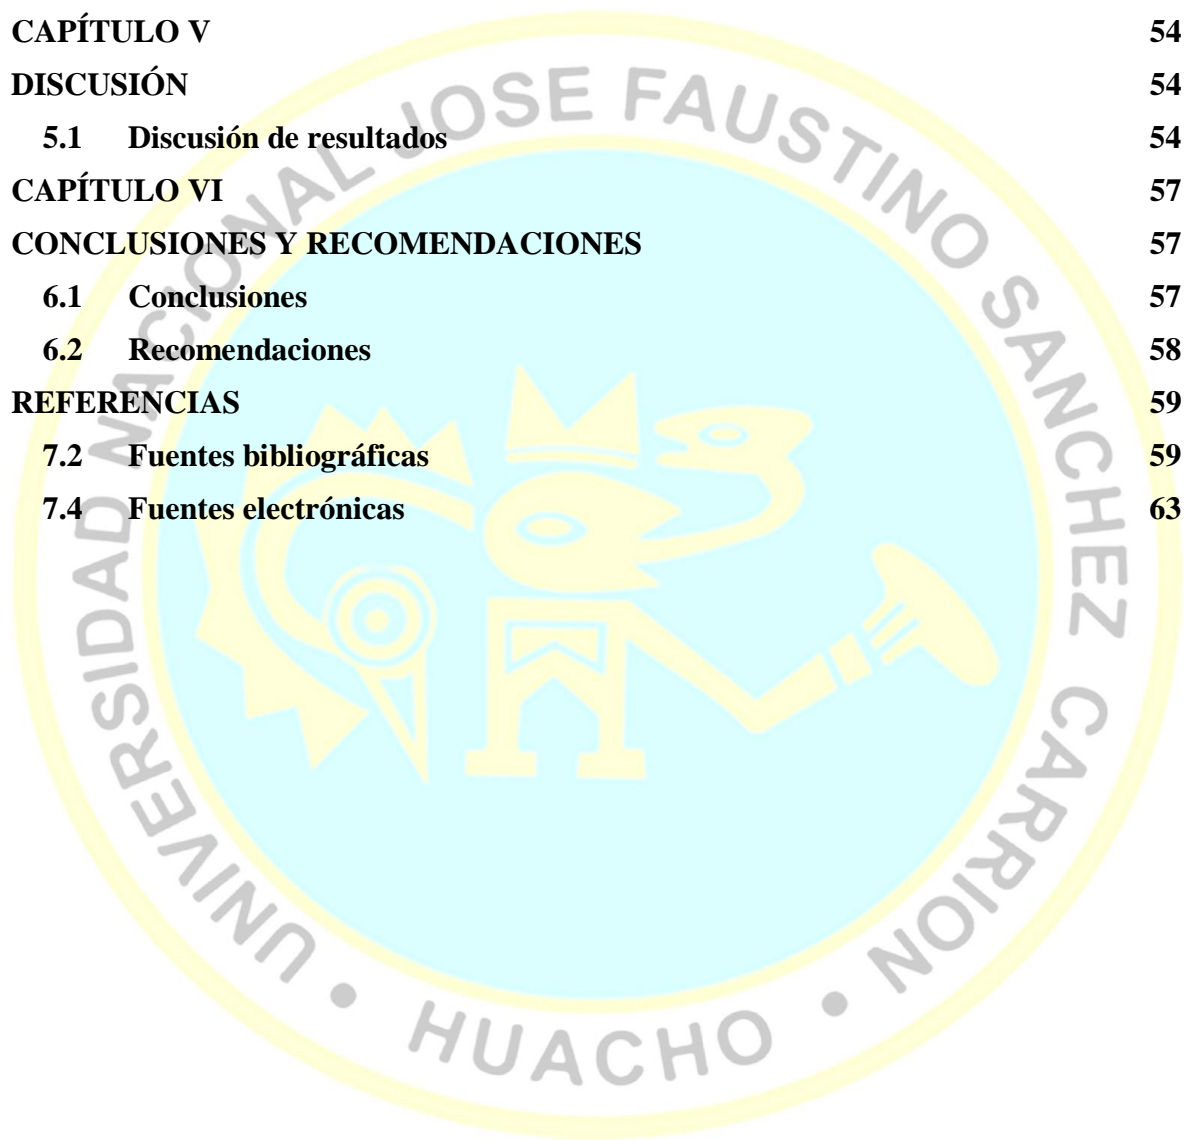 CAPÍTULO V 54
DISCUSIÓN 54
5.1 Discusión de resultados 54
CAPÍTULO VI 57
CONCLUSIONES Y RECOMENDACIONES 57
6.1 Conclusiones 57
6.2 Recomendaciones 58
REFERENCIAS 59
7.2 Fuentes bibliográficas 59
7.4 Fuentes electrónicas 63
UNIVERSIDAD NACIONAL JOSE FAUSTINO SANCHEZ CARRION
• HUACHO •